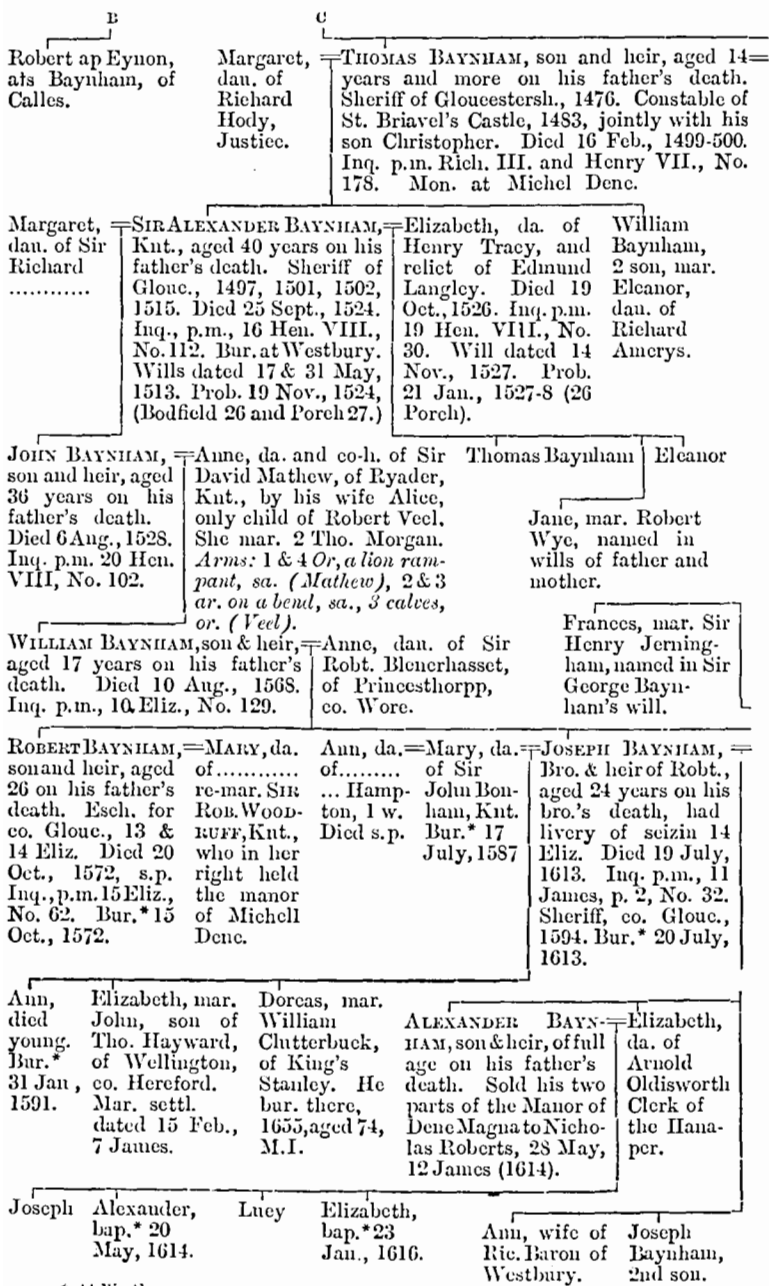 B
C
Robert ap Eynon,
ats Baynham, of
Calles.
Margaret,
dau. of
Richard
Hody,
Justice.
THOMAS BAYNHAM, son and heir, aged 14
years and more on his father's death.
Sheriff of Gloucestersh., 1476. Constable of
St. Briavel's Castle, 1483, jointly with his
son Christopher. Died 16 Feb., 1499-500.
Inq. p.m. Rich. III. and Henry VII., No.
178. Mon. at Michel Dene.
Margaret,
dau. of Sir
Richard
............
SIR ALEXANDER BAYNHAM,
Knt., aged 40 years on his
father's death. Sheriff of
Glouc., 1497, 1501, 1502,
1515. Died 25 Sept., 1524.
Inq., p.m., 16 Hen. VIII.,
No. 112. Bur. at Westbury.
Wills dated 17 & 31 May,
1513. Prob. 19 Nov., 1524,
(Bodfield 26 and Porch 27.)
Elizabeth, da. of
Henry Tracy, and
relict of Edmund
Langley. Died 19
Oct., 1526. Inq. p.m.
19 Hen. VIII., No.
30. Will dated 14
Nov., 1527. Prob.
21 Jan., 1527-8 (26
Porch).
William
Baynham,
2 son, mar.
Eleanor,
dau. of
Richard
Amerys.
JOHN BAYNHAM,
son and heir, aged
36 years on his
father's death.
Died 6 Aug., 1528.
Inq. p.m. 20 Hen.
VIII, No. 102.
Anne, da. and co-h. of Sir
David Mathew, of Ryader,
Knt., by his wife Alice,
only child of Robert Veel.
She mar. 2 Tho. Morgan.
Arms: 1 & 4 Or, a lion ram-
pant, sa. (Mathew), 2 & 3
ar. on a bend, sa., 3 calves,
or. (Veel).
Thomas Baynham
Eleanor
Jane, mar. Robert
Wye, named in
wills of father and
mother.
Frances, mar. Sir
Henry Jerning-
ham, named in Sir
George Bayn-
ham's will.
WILLIAM BAYNHAM, son & heir,
aged 17 years on his father's
death. Died 10 Aug., 1568.
Inq. p.m., 10 Eliz., No. 129.
Anne, dau. of Sir
Robt. Blenerhasset,
of Princesthorpp,
co. Worc.
ROBERT BAYNHAM,
son and heir, aged
26 on his father's
death. Esch. for
co. Glouc., 13 &
14 Eliz. Died 20
Oct., 1572, s.p.
Inq., p.m. 15 Eliz.,
No. 62. Bur.* 15
Oct., 1572.
MARY, da.
of............
re-mar. SIR
ROB. WOOD-
RUFF, Knt.,
who in her
right held
the manor
of Michell
Dene.
Ann, da.
of.........
... Hamp-
ton, 1 w.
Died s.p.
Mary, da.
of Sir
John Bon-
ham, Knt.
Bur.* 17
July, 1587
JOSEPH BAYNHAM,
Bro. & heir of Robt.,
aged 24 years on his
bro.'s death, had
livery of seizin 14
Eliz. Died 19 July,
1613. Inq. p.m., 11
James, p. 2, No. 32.
Sheriff, co. Glouc.,
1594. Bur.* 20 July,
1613.
Ann,
died
young.
Bur.*
31 Jan,
1591.
Elizabeth, mar.
John, son of
Tho. Hayward,
of Wellington,
co. Hereford.
Mar. settl.
dated 15 Feb.,
7 James.
Dorcas, mar.
William
Clutterbuck,
of King's
Stanley. He
bur. there,
1655, aged 74,
M.I.
ALEXANDER BAYN-
HAM, son & heir, of full
age on his father's
death. Sold his two
parts of the Manor of
Dene Magna to Nicho-
las Roberts, 28 May,
12 James (1614).
Elizabeth,
da. of
Arnold
Oldisworth
Clerk of
the Hana-
per.
Joseph
Alexander,
bap.* 20
May, 1614.
Lucy
Elizabeth,
bap.* 23
Jan., 1616.
Ann, wife of
Ric. Baron of
Westbury.
Joseph
Baynham,
2nd son.